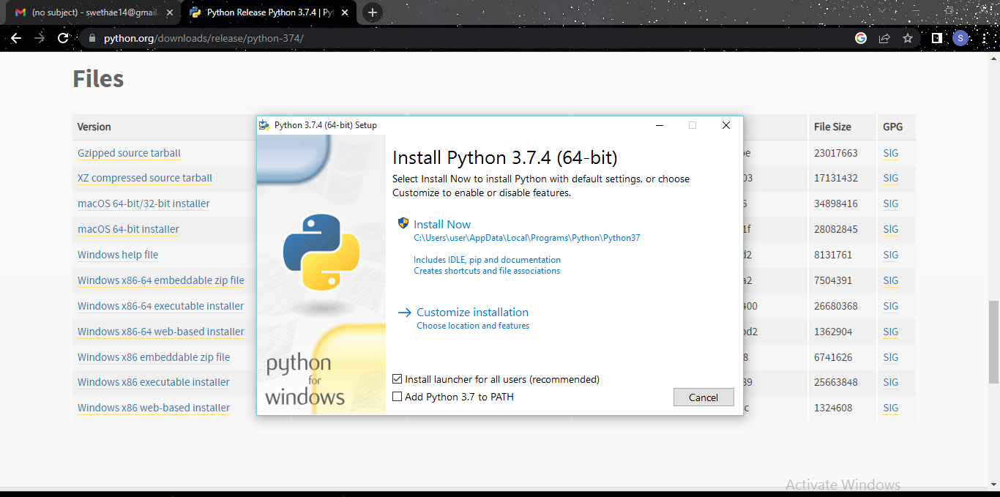 (no subject) - swethae14@gmail.
Python Release Python 3.7.4 | Pyt
python.org/downloads/release/python-374/
S
Files
Version
File Size
GPG
Gzipped source tarball
23017663
SIG
XZ compressed source tarball
03
17131432
SIG
macOS 64-bit/32-bit installer
34898416
SIG
macOS 64-bit installer
1f
28082845
SIG
Windows help file
8131761
SIG
Windows x86-64 embeddable zip file
a2
7504391
SIG
Windows x86-64 executable installer
400
26680368
SIG
Windows x86-64 web-based installer
1362904
SIG
Windows x86 embeddable zip file
8
6741626
SIG
Windows x86 executable installer
39
25663848
SIG
Windows x86 web-based installer
c
1324608
SIG
Python 3.7.4 (64-bit) Setup
Install Python 3.7.4 (64-bit)
Select Install Now to install Python with default settings, or choose
Customize to enable or disable features.
Install Now
C:\Users\user\AppData\Local\Programs\Python\Python37
Includes IDLE, pip and documentation
Creates shortcuts and file associations
Customize installation
Choose location and features
Install launcher for all users (recommended)
Add Python 3.7 to PATH
Cancel
python
for
windows
Activate Windows